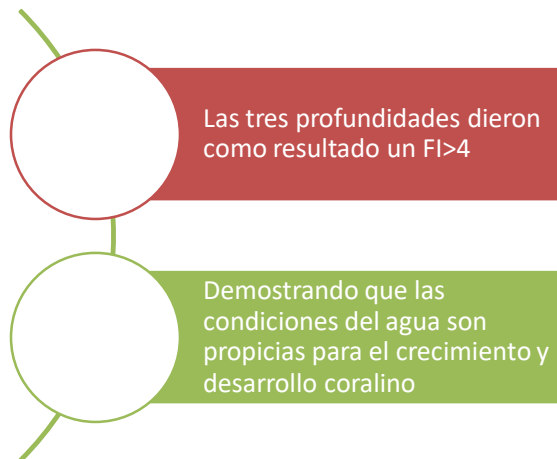 Las tres profundidades dieron
como resultado un FI>4
Demostrando que las
condiciones del agua son
propicias para el crecimiento y
desarrollo coralino